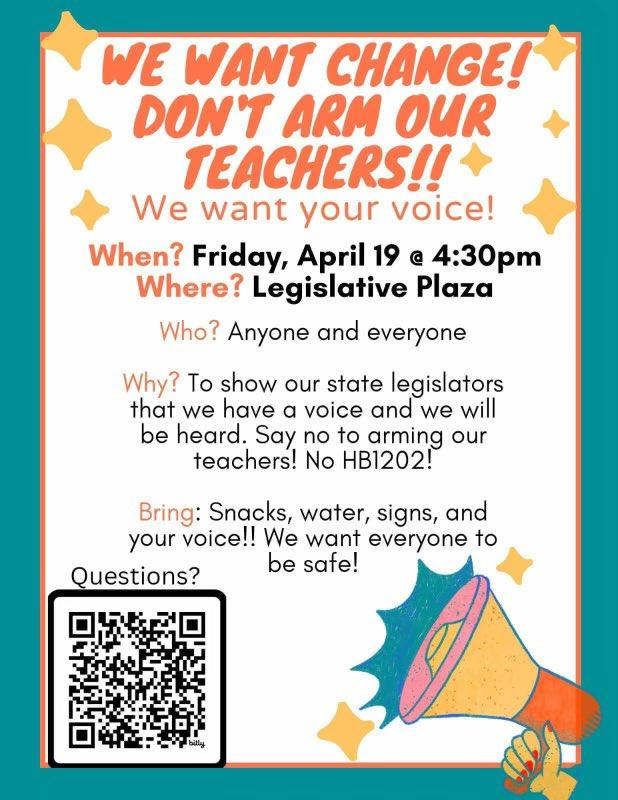 WE WANT CHANGE!
DON'T ARM OUR
TEACHERS!!
We want your voice!
When? Friday, April 19 @ 4:30pm
Where? Legislative Plaza
Who? Anyone and everyone
Why? To show our state legislators
that we have a voice and we will
be heard. Say no to arming our
teachers! No HB1202!
Bring: Snacks, water, signs, and
your voice!! We want everyone to
be safe!
Questions?
bitly